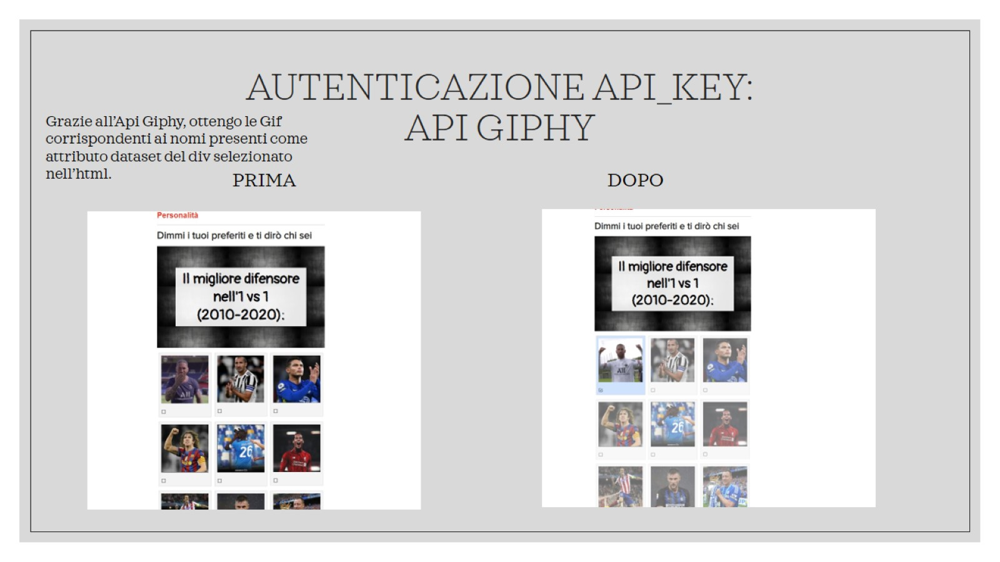 AUTENTICAZIONE API_KEY:
API GIPHY
Grazie all’Api Giphy, ottengo le Gif
corrispondenti ai nomi presenti come
attributo dataset del div selezionato
nell’html.
PRIMA
Personalità
Dimmi i tuoi preferiti e ti dirò chi sei
Il migliore difensore
nell'1 vs 1
(2010-2020):
26
DOPO
Dimmi i tuoi preferiti e ti dirò chi sei
Il migliore difensore
nell'1 vs 1
(2010-2020):
26